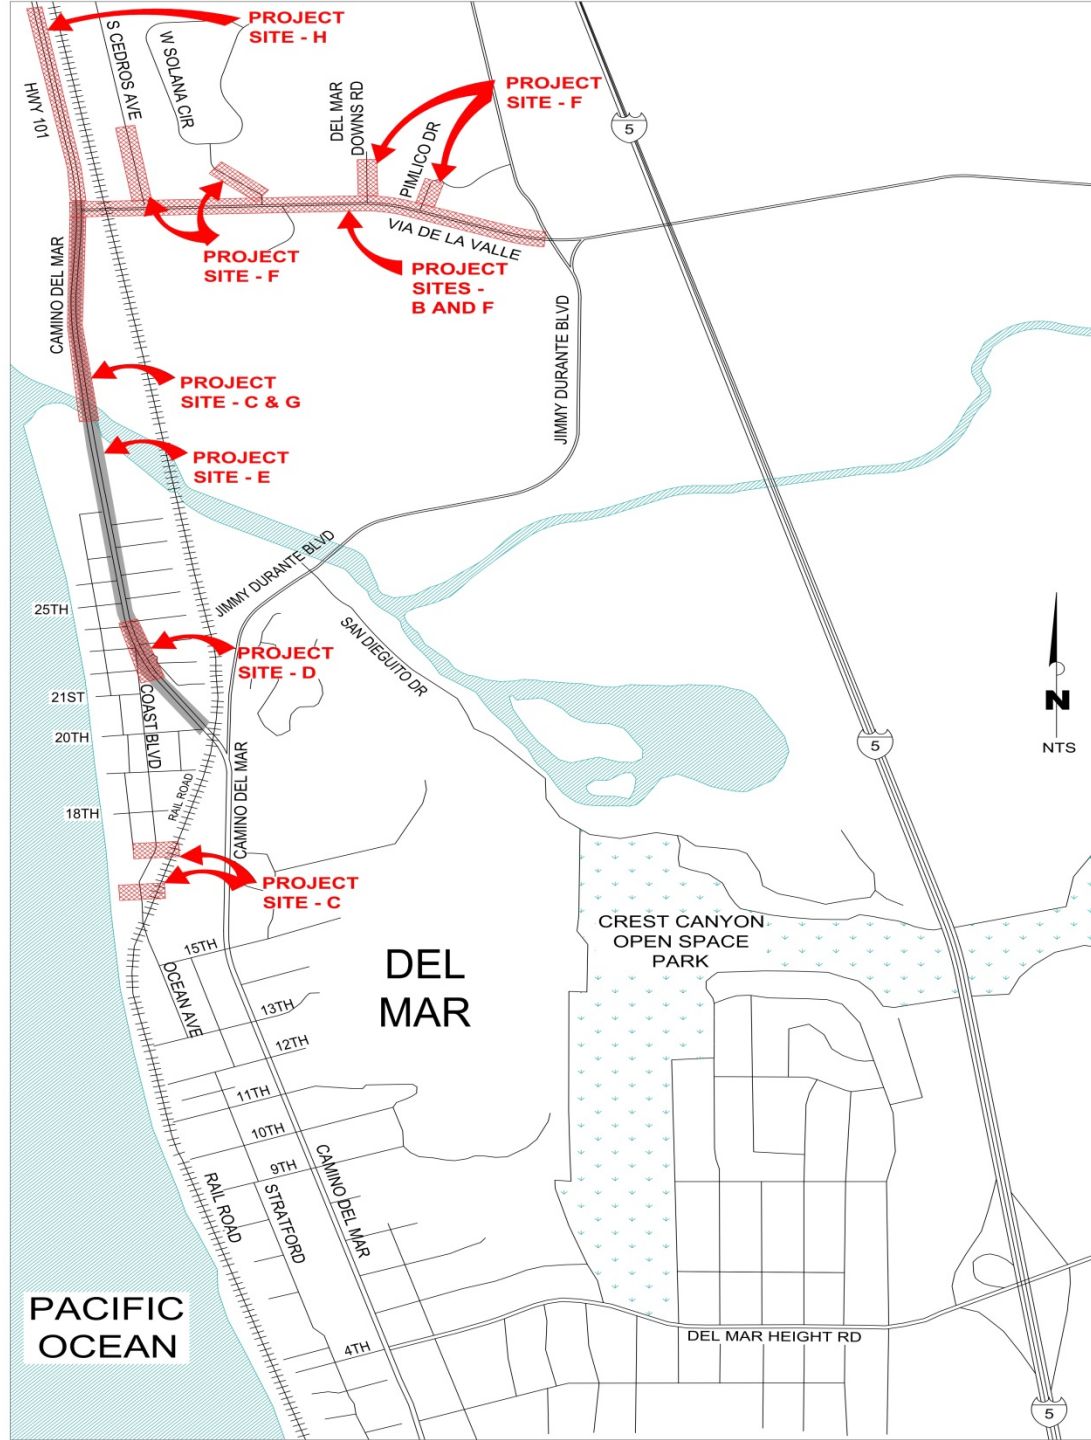 PROJECT
SITE - H
S CEDROS AVE
W SOLANA CIR
HWY 101
DEL MAR
DOWNS RD
PIMLICO DR
PROJECT
SITE - F
5
CAMINO DEL MAR
PROJECT
SITE - F
VIA DE LA VALLE
PROJECT
SITES -
B AND F
JIMMY DURANTE BLVD
PROJECT
SITE - C & G
PROJECT
SITE - E
JIMMY DURANTE BLVD
25TH
SAN DIEGUITO DR
PROJECT
SITE - D
21ST
COAST BLVD
20TH
N
NTS
5
RAIL ROAD
CAMINO DEL MAR
18TH
PROJECT
SITE - C
CREST CANYON
OPEN SPACE
PARK
15TH
DEL
MAR
OCEAN AVE
13TH
12TH
11TH
10TH
9TH
CAMINO DEL MAR
RAIL ROAD
STRATFORD
PACIFIC
OCEAN
4TH
DEL MAR HEIGHT RD
5